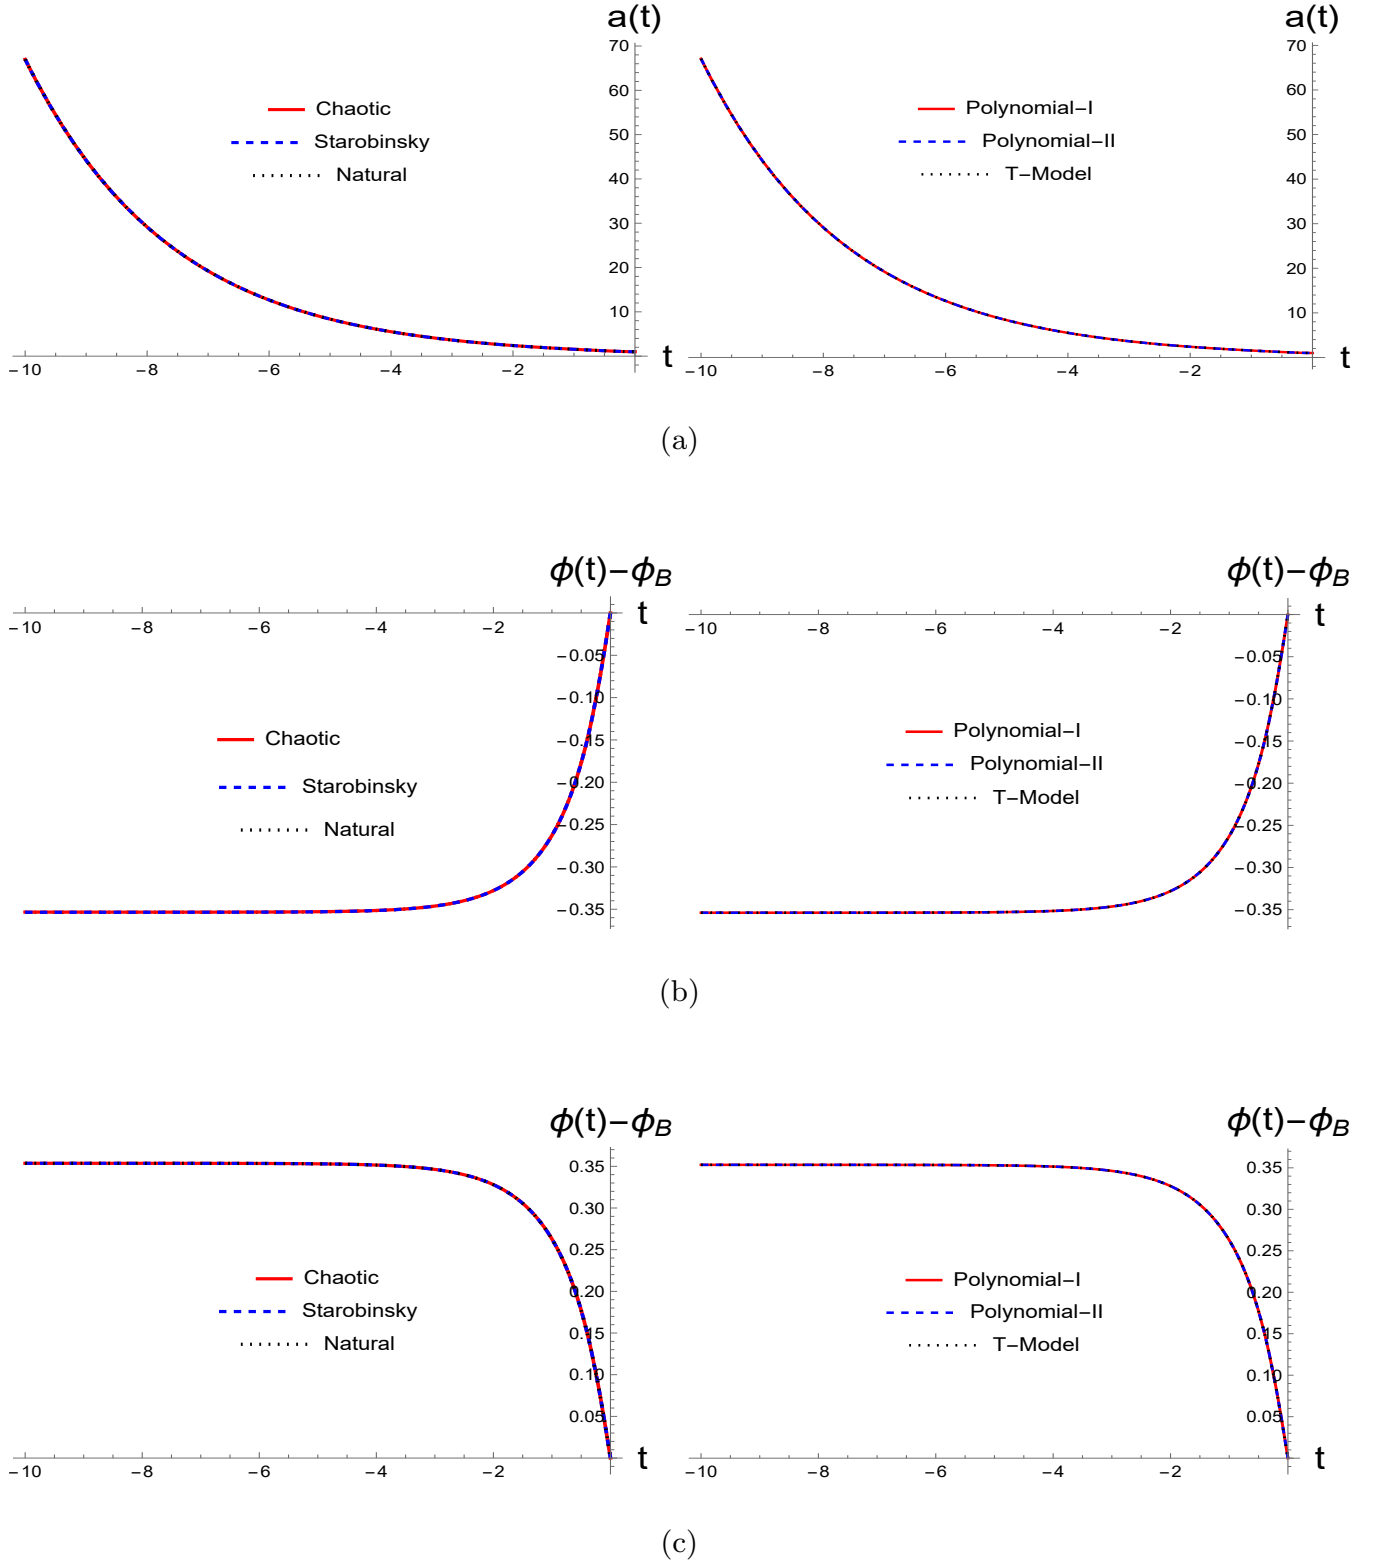 a(t)
70
60
50
40
30
20
10
Chaotic
Starobinsky
Natural
−10 −8 −6 −4 −2 t
a(t)
70
60
50
40
30
20
10
Polynomial−I
Polynomial−II
T−Model
−10 −8 −6 −4 −2 t
(a)
ϕ(t)−ϕB
−10 −8 −6 −4 −2 t
−0.05
−0.10
−0.15
−0.20
−0.25
−0.30
−0.35
Chaotic
Starobinsky
Natural
ϕ(t)−ϕB
−10 −8 −6 −4 −2 t
−0.05
−0.10
−0.15
−0.20
−0.25
−0.30
−0.35
Polynomial−I
Polynomial−II
T−Model
(b)
ϕ(t)−ϕB
0.35
0.30
0.25
0.20
0.15
0.10
0.05
Chaotic
Starobinsky
Natural
−10 −8 −6 −4 −2 t
ϕ(t)−ϕB
0.35
0.30
0.25
0.20
0.15
0.10
0.05
Polynomial−I
Polynomial−II
T−Model
−10 −8 −6 −4 −2 t
(c)